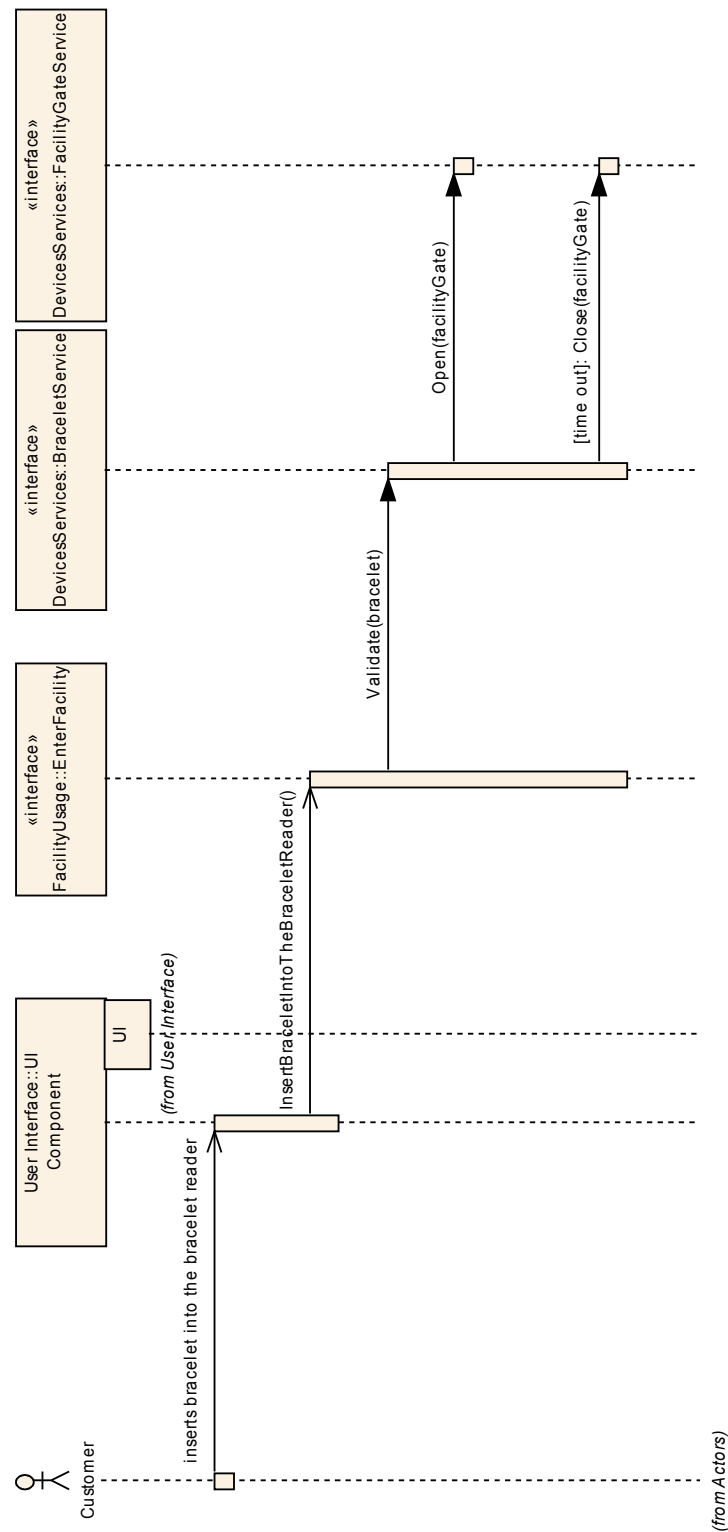 Customer
User Interface::UI
Component
UI
(from User Interface)
«interface»
FacilityUsage::EnterFacility
«interface»
DevicesServices::BraceletService
«interface»
DevicesServices::FacilityGateService
inserts bracelet into the bracelet reader
InsertBraceletIntoTheBraceletReader()
Validate(bracelet)
Open(facilityGate)
[time out]: Close(facilityGate)
(from Actors)